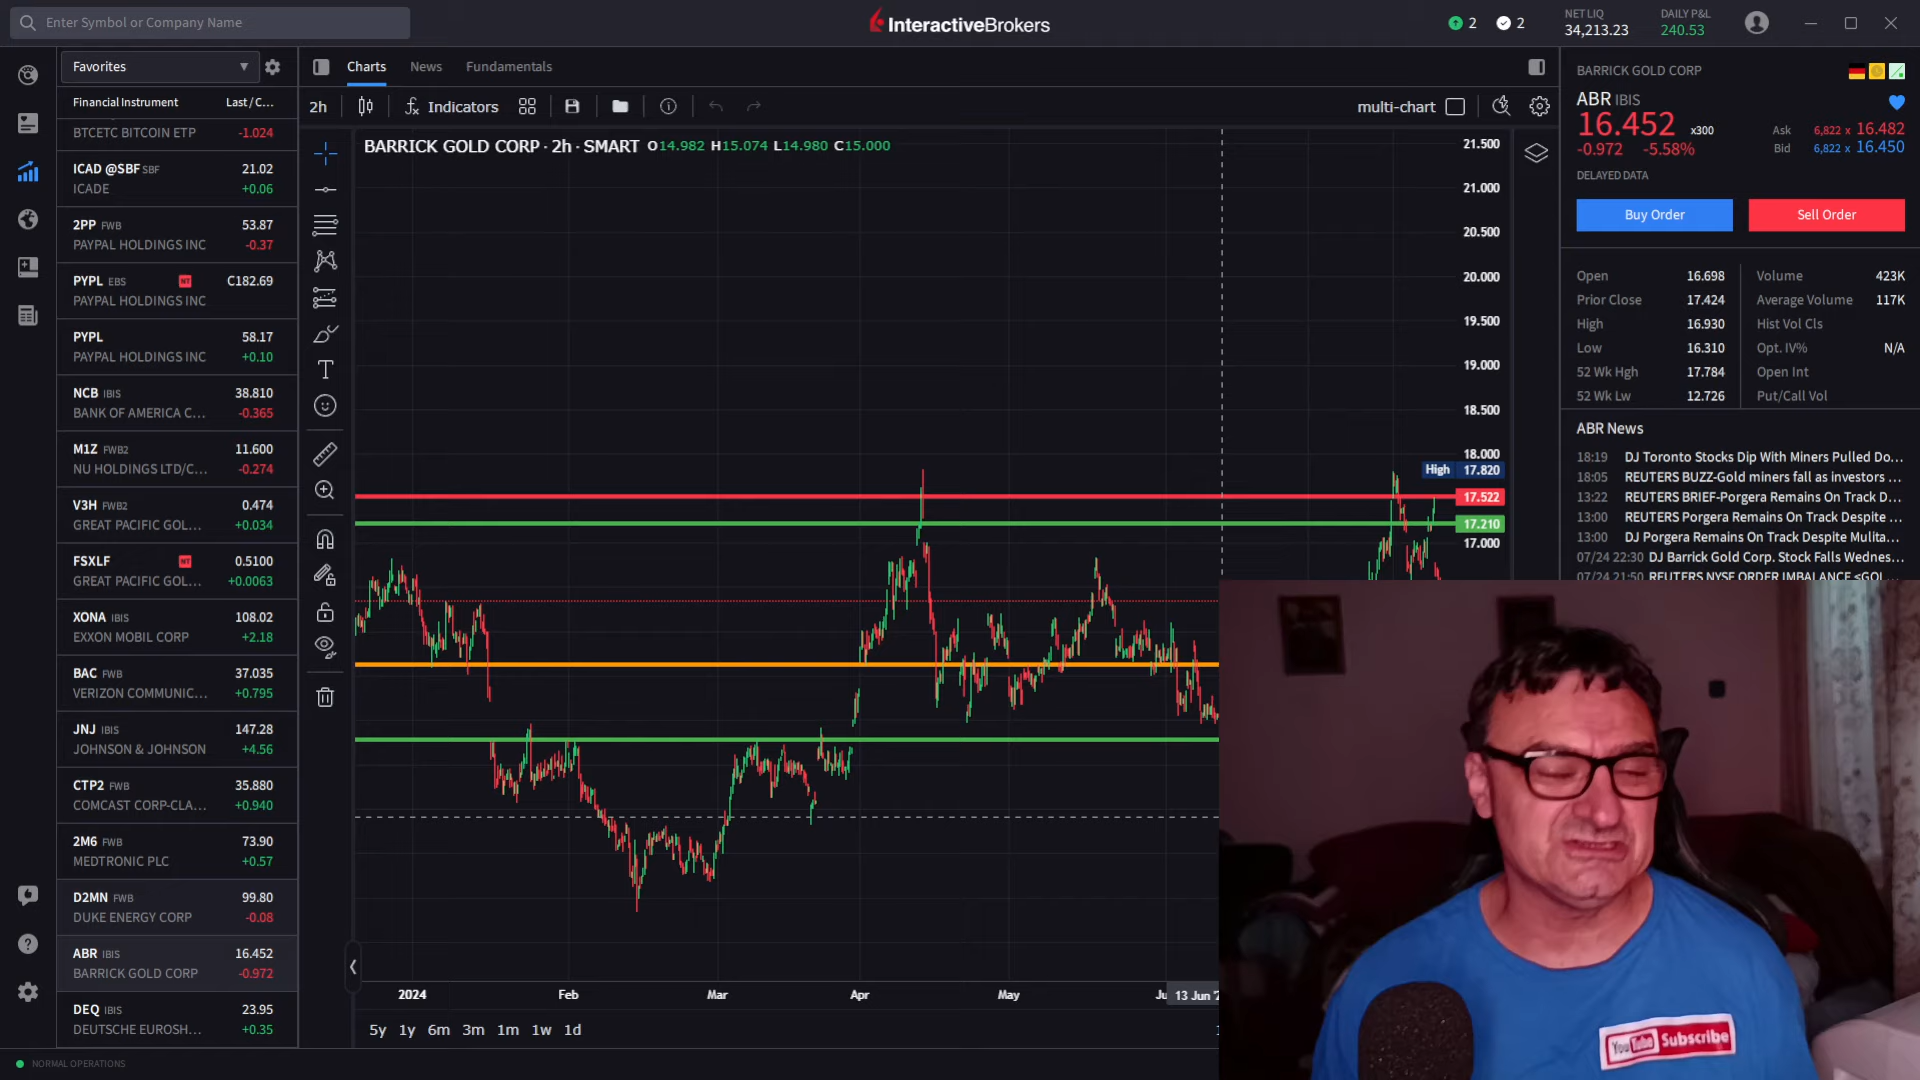 Enter Symbol or Company Name
InteractiveBrokers
2
2
NET LIQ
34,213.23
DAILY P&L
240.53
Favorites
Charts
News
Fundamentals
Financial Instrument
Last / C...
BTCETC BITCOIN ETP
-1.024
ICAD @SBF SBF
21.02
ICADE
+0.06
2PP FWB
53.87
PAYPAL HOLDINGS INC
-0.37
PYPL EBS
C182.69
PAYPAL HOLDINGS INC
PYPL
58.17
PAYPAL HOLDINGS INC
+0.10
NCB IBIS
38.810
BANK OF AMERICA C...
-0.365
M1Z FWB2
11.600
NU HOLDINGS LTD/C...
-0.274
V3H FWB2
0.474
GREAT PACIFIC GOL...
+0.034
FSXLF
0.5100
GREAT PACIFIC GOL...
+0.0063
XONA IBIS
108.02
EXXON MOBIL CORP
+2.18
BAC FWB
37.035
VERIZON COMMUNIC...
+0.795
JNJ IBIS
147.28
JOHNSON & JOHNSON
+4.56
CTP2 FWB
35.880
COMCAST CORP-CLA...
+0.940
2M6 FWB
73.90
MEDTRONIC PLC
+0.57
D2MN FWB
99.80
DUKE ENERGY CORP
-0.08
ABR IBIS
16.452
BARRICK GOLD CORP
-0.972
DEQ IBIS
23.95
DEUTSCHE EUROSH...
+0.35
NORMAL OPERATIONS
2h
Indicators
multi-chart
BARRICK GOLD CORP · 2h · SMART O14.982 H15.074 L14.980 C15.000
21.500
21.000
20.500
20.000
19.500
19.000
18.500
18.000
High 17.820
17.522
17.210
17.000
2024
Feb
Mar
Apr
May
13 Jun
5y 1y 6m 3m 1m 1w 1d
BARRICK GOLD CORP
ABR IBIS
16.452 x300
-0.972 -5.58%
Ask 6,822 x 16.482
Bid 6,822 x 16.450
DELAYED DATA
Buy Order
Sell Order
Open 16.698
Volume 423K
Prior Close 17.424
Average Volume 117K
High 16.930
Hist Vol Cls
Low 16.310
Opt. IV% N/A
52 Wk Hgh 17.784
Open Int
52 Wk Lw 12.726
Put/Call Vol
ABR News
18:19 DJ Toronto Stocks Dip With Miners Pulled Do...
18:05 REUTERS BUZZ-Gold miners fall as investors ...
13:22 REUTERS BRIEF-Porgera Remains On Track D...
13:00 REUTERS Porgera Remains On Track Despite ...
13:00 DJ Porgera Remains On Track Despite Mulita...
07/24 22:30 DJ Barrick Gold Corp. Stock Falls Wednes...
07/24 21:50 REUTERS NYSE ORDER IMBALANCE <GOL...
YouTube Subscribe